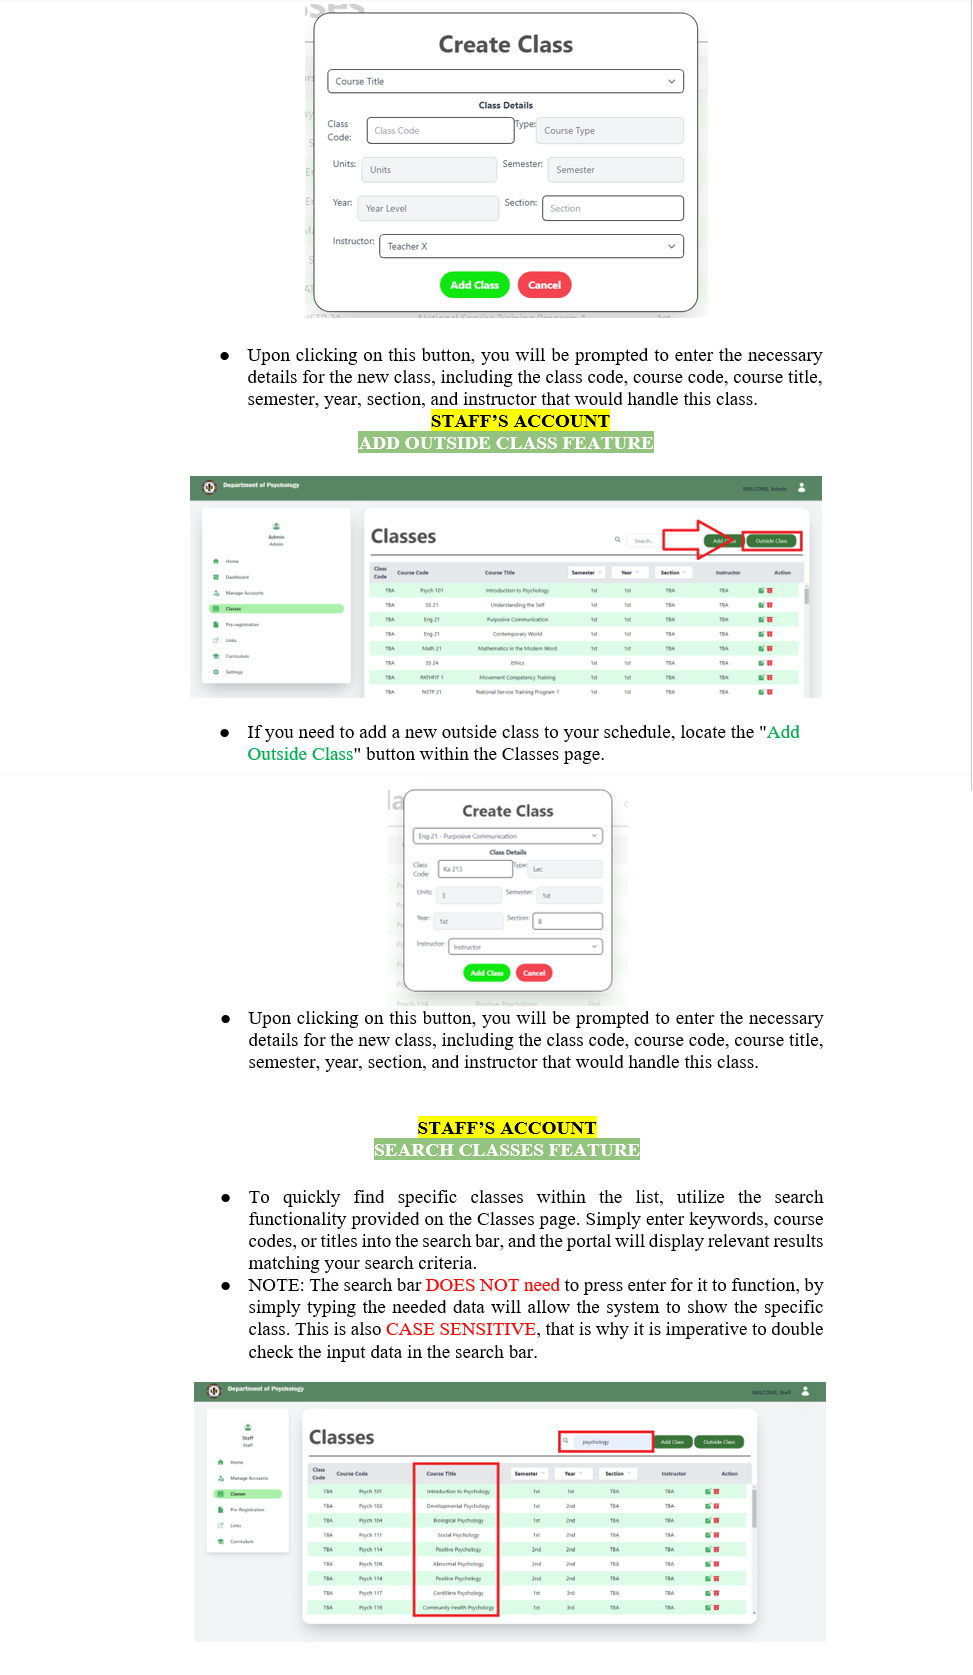 Create Class
Course Title
Class Details
Class Code: Class Code Type: Course Type
Units: Units Semester: Semester
Year: Year Level Section: Section
Instructor: Teacher X
Add Class Cancel
● Upon clicking on this button, you will be prompted to enter the necessary
details for the new class, including the class code, course code, course title,
semester, year, section, and instructor that would handle this class.
STAFF'S ACCOUNT
ADD OUTSIDE CLASS FEATURE
Department of Psychology WELCOME, Admin
Admin
Admin
Home
Dashboard
Manage Accounts
Classes
Pre-registration
Links
Curriculum
Settings
Classes Search... Add Outside Class
Class Code Course Code Course Title Semester Year Section Instructor Action
TBA Psych 101 Introduction to Psychology 1st 1st TBA TBA
TBA SS 21 Understanding the Self 1st 1st TBA TBA
TBA Eng 21 Purposive Communication 1st 1st TBA TBA
TBA Eng 21 Contemporary World 1st 1st TBA TBA
TBA Math 21 Mathematics in the Modern Word 1st 1st TBA TBA
TBA SS 24 Ethics 1st 1st TBA TBA
TBA PATHFIT 1 Movement Competency Training 1st 1st TBA TBA
TBA NSTP 21 National Service Training Program 1 1st 1st TBA TBA
● If you need to add a new outside class to your schedule, locate the "Add
Outside Class" button within the Classes page.
Create Class
Eng 21 - Purposive Communication
Class Details
Class Code Ka 213 Type: Lec
Units: 3 Semester: 1st
Year: 1st Section: B
Instructor: Instructor
Add Class Cancel
● Upon clicking on this button, you will be prompted to enter the necessary
details for the new class, including the class code, course code, course title,
semester, year, section, and instructor that would handle this class.
STAFF'S ACCOUNT
SEARCH CLASSES FEATURE
● To quickly find specific classes within the list, utilize the search
functionality provided on the Classes page. Simply enter keywords, course
codes, or titles into the search bar, and the portal will display relevant results
matching your search criteria.
● NOTE: The search bar DOES NOT need to press enter for it to function, by
simply typing the needed data will allow the system to show the specific
class. This is also CASE SENSITIVE, that is why it is imperative to double
check the input data in the search bar.
Department of Psychology WELCOME, Staff
Staff
Staff
Home
Manage Accounts
Classes
Pre-Registration
Links
Curriculum
Classes psychology Add Class Outside Class
Class Code Course Code Course Title Semester Year Section Instructor Action
TBA Psych 101 Introduction to Psychology 1st 1st TBA TBA
TBA Psych 103 Developmental Psychology 1st 2nd TBA TBA
TBA Psych 104 Biological Psychology 1st 2nd TBA TBA
TBA Psych 111 Social Psychology 1st 2nd TBA TBA
TBA Psych 114 Positive Psychology 2nd 2nd TBA TBA
TBA Psych 109 Abnormal Psychology 2nd 2nd TBA TBA
TBA Psych 114 Positive Psychology 2nd 2nd TBA TBA
TBA Psych 117 Cordillera Psychology 1st 3rd TBA TBA
TBA Psych 119 Community Health Psychology 1st 3rd TBA TBA